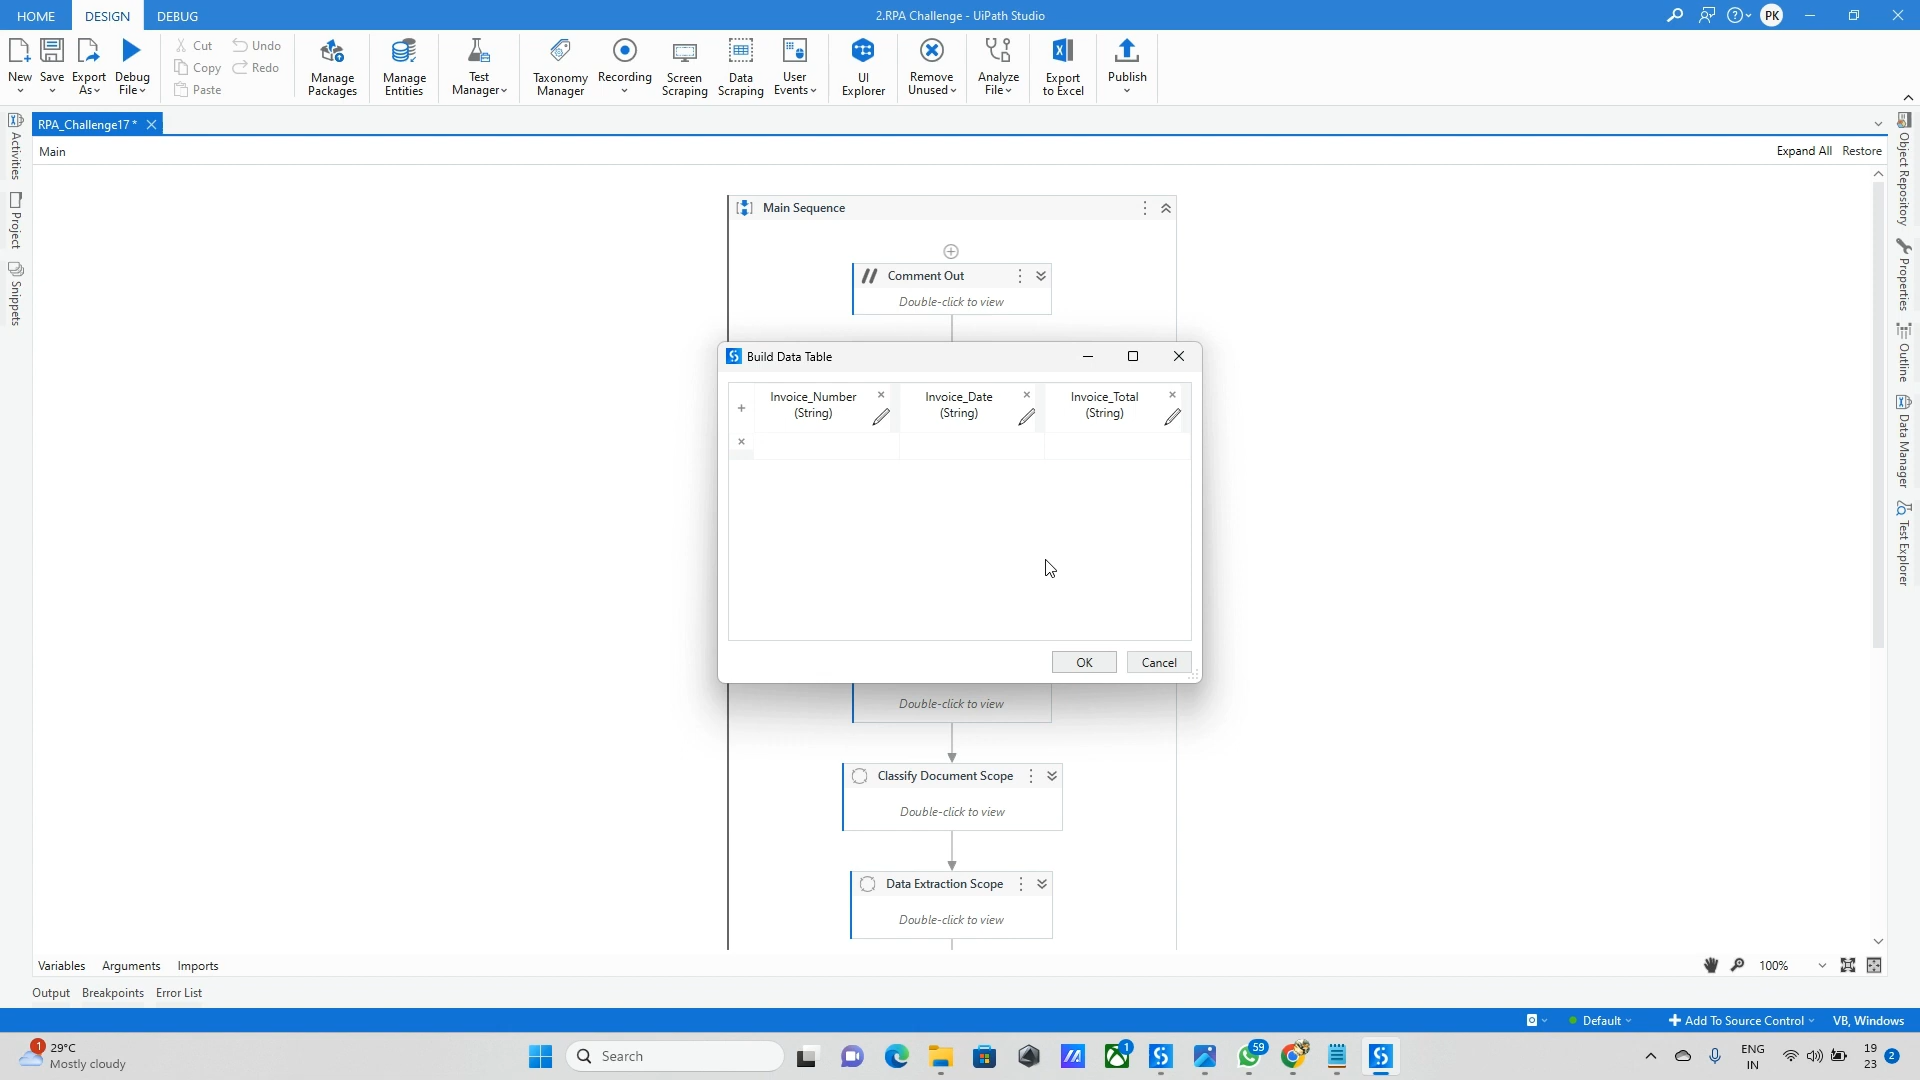 HOME
DESIGN
DEBUG
2.RPA Challenge - UiPath Studio
PK
New
Save
Export As
Debug File
Cut
Copy
Paste
Undo
Redo
Manage Packages
Manage Entities
Test Manager
Taxonomy Manager
Recording
Screen Scraping
Data Scraping
User Events
UI Explorer
Remove Unused
Analyze File
Export to Excel
Publish
RPA_Challenge17 *
Main
Expand All
Restore
Activities
Project
Snippets
Object Repository
Properties
Outline
Data Manager
Test Explorer
Main Sequence
Comment Out
Double-click to view
Build Data Table
Invoice_Number
(String)
Invoice_Date
(String)
Invoice_Total
(String)
OK
Cancel
Double-click to view
Classify Document Scope
Double-click to view
Data Extraction Scope
Double-click to view
Variables
Arguments
Imports
100%
Output
Breakpoints
Error List
Default
Add To Source Control
VB, Windows
1
29°C
Mostly cloudy
Search
1
59
ENG
IN
19
23
2